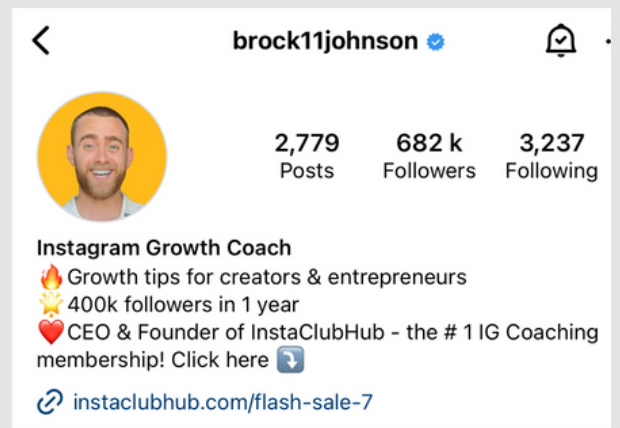 brock11johnson
2,779 682 k 3,237
Posts Followers Following
Instagram Growth Coach
🔥Growth tips for creators & entrepreneurs
🌟400k followers in 1 year
❤️CEO & Founder of InstaClubHub - the # 1 IG Coaching
membership! Click here ⤵️
instaclubhub.com/flash-sale-7